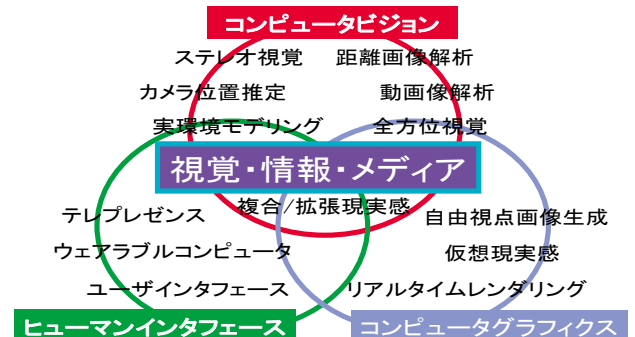 コンピュータビジョン
ステレオ視覚 距離画像解析
カメラ位置推定 動画像解析
実環境モデリング 全方位視覚
視覚・情報・メディア
複合/拡張現実感
テレプレゼンス 自由視点画像生成
ウェアラブルコンピュータ 仮想現実感
ユーザインタフェース リアルタイムレンダリング
ヒューマンインタフェース コンピュータグラフィクス